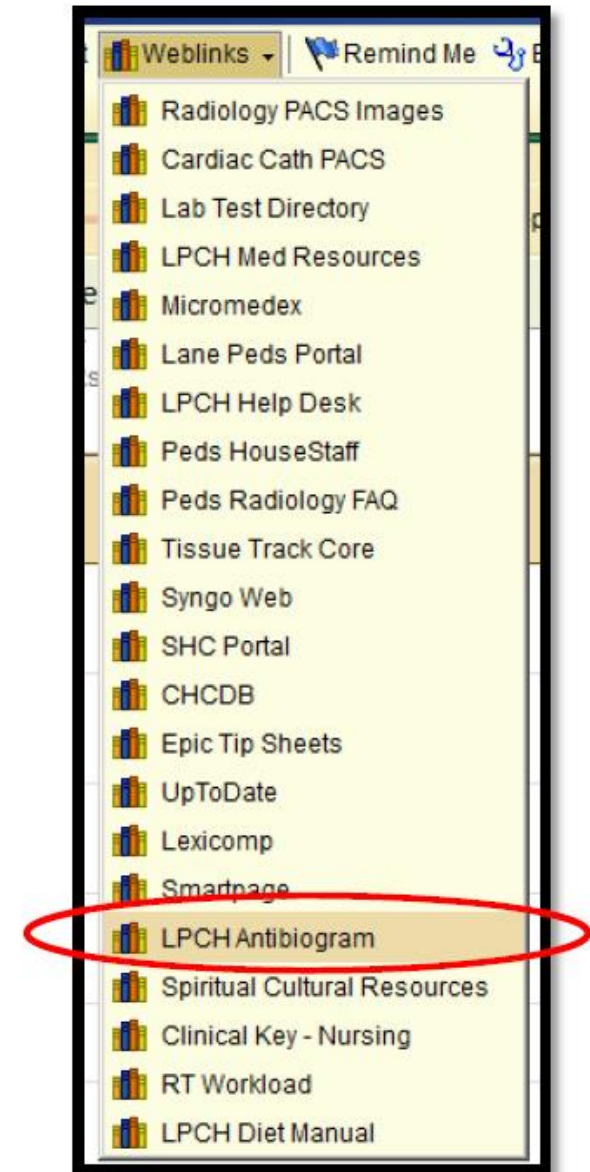 Weblinks Remind Me
Radiology PACS Images
Cardiac Cath PACS
Lab Test Directory
LPCH Med Resources
Micromedex
Lane Peds Portal
LPCH Help Desk
Peds HouseStaff
Peds Radiology FAQ
Tissue Track Core
Syngo Web
SHC Portal
CHCDB
Epic Tip Sheets
UpToDate
Lexicomp
Smartpage
LPCH Antibiogram
Spiritual Cultural Resources
Clinical Key - Nursing
RT Workload
LPCH Diet Manual